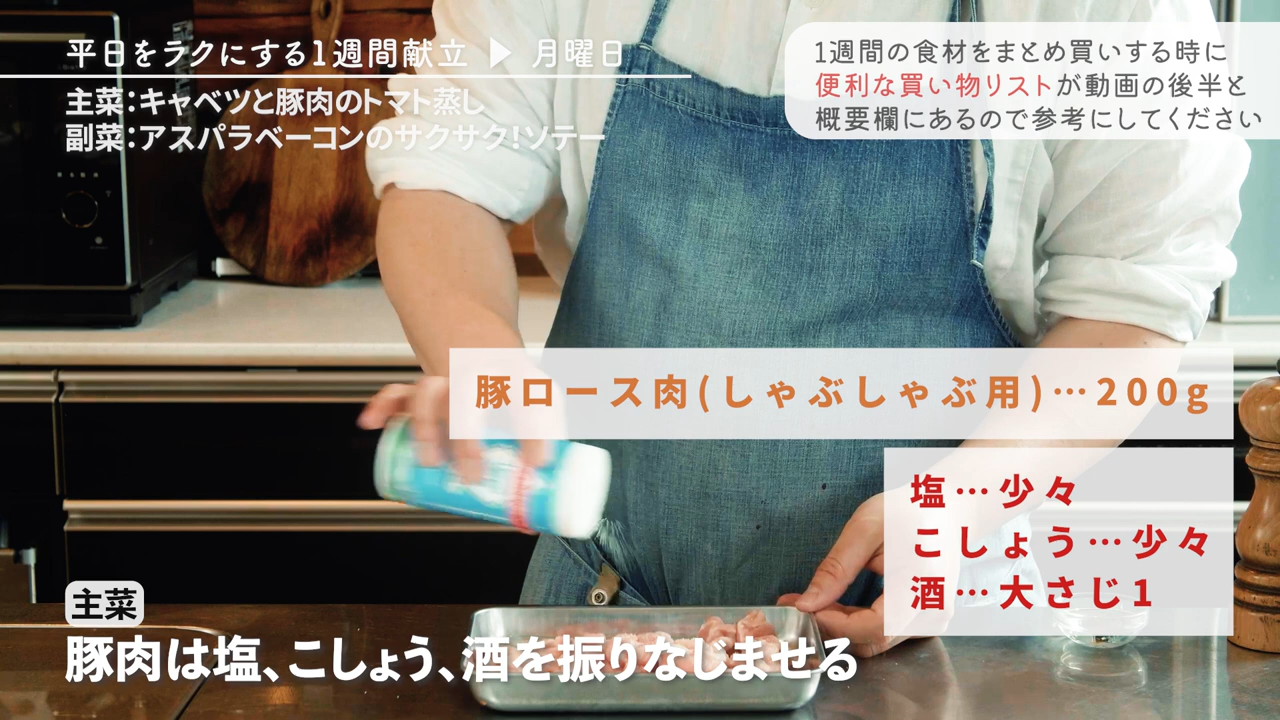 平日をラクにする1週間献立 ▶ 月曜日
主菜：キャベツと豚肉のトマト蒸し
副菜：アスパラベーコンのサクサク！ソテー
1週間の食材をまとめ買いする時に
便利な買い物リストが動画の後半と
概要欄にあるので参考にしてください
豚ロース肉(しゃぶしゃぶ用)…200g
塩…少々
こしょう…少々
酒…大さじ1
主菜
豚肉は塩、こしょう、酒を振りなじませる